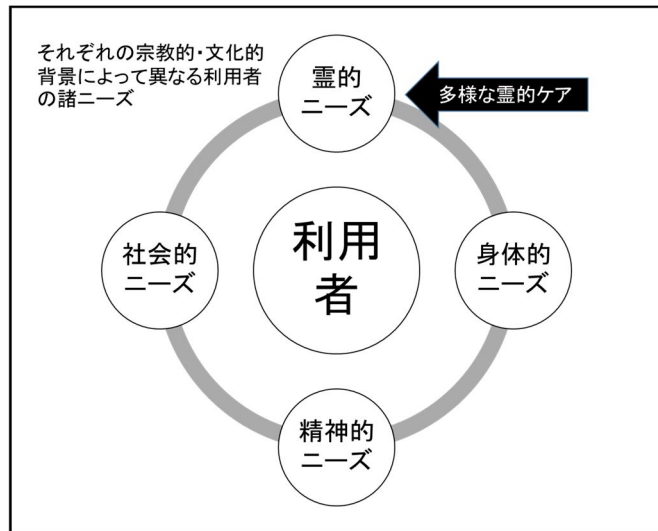 それぞれの宗教的・文化的
背景によって異なる利用者
の諸ニーズ
霊的
ニーズ
多様な霊的ケア
社会的
ニーズ
利用
者
身体的
ニーズ
精神的
ニーズ